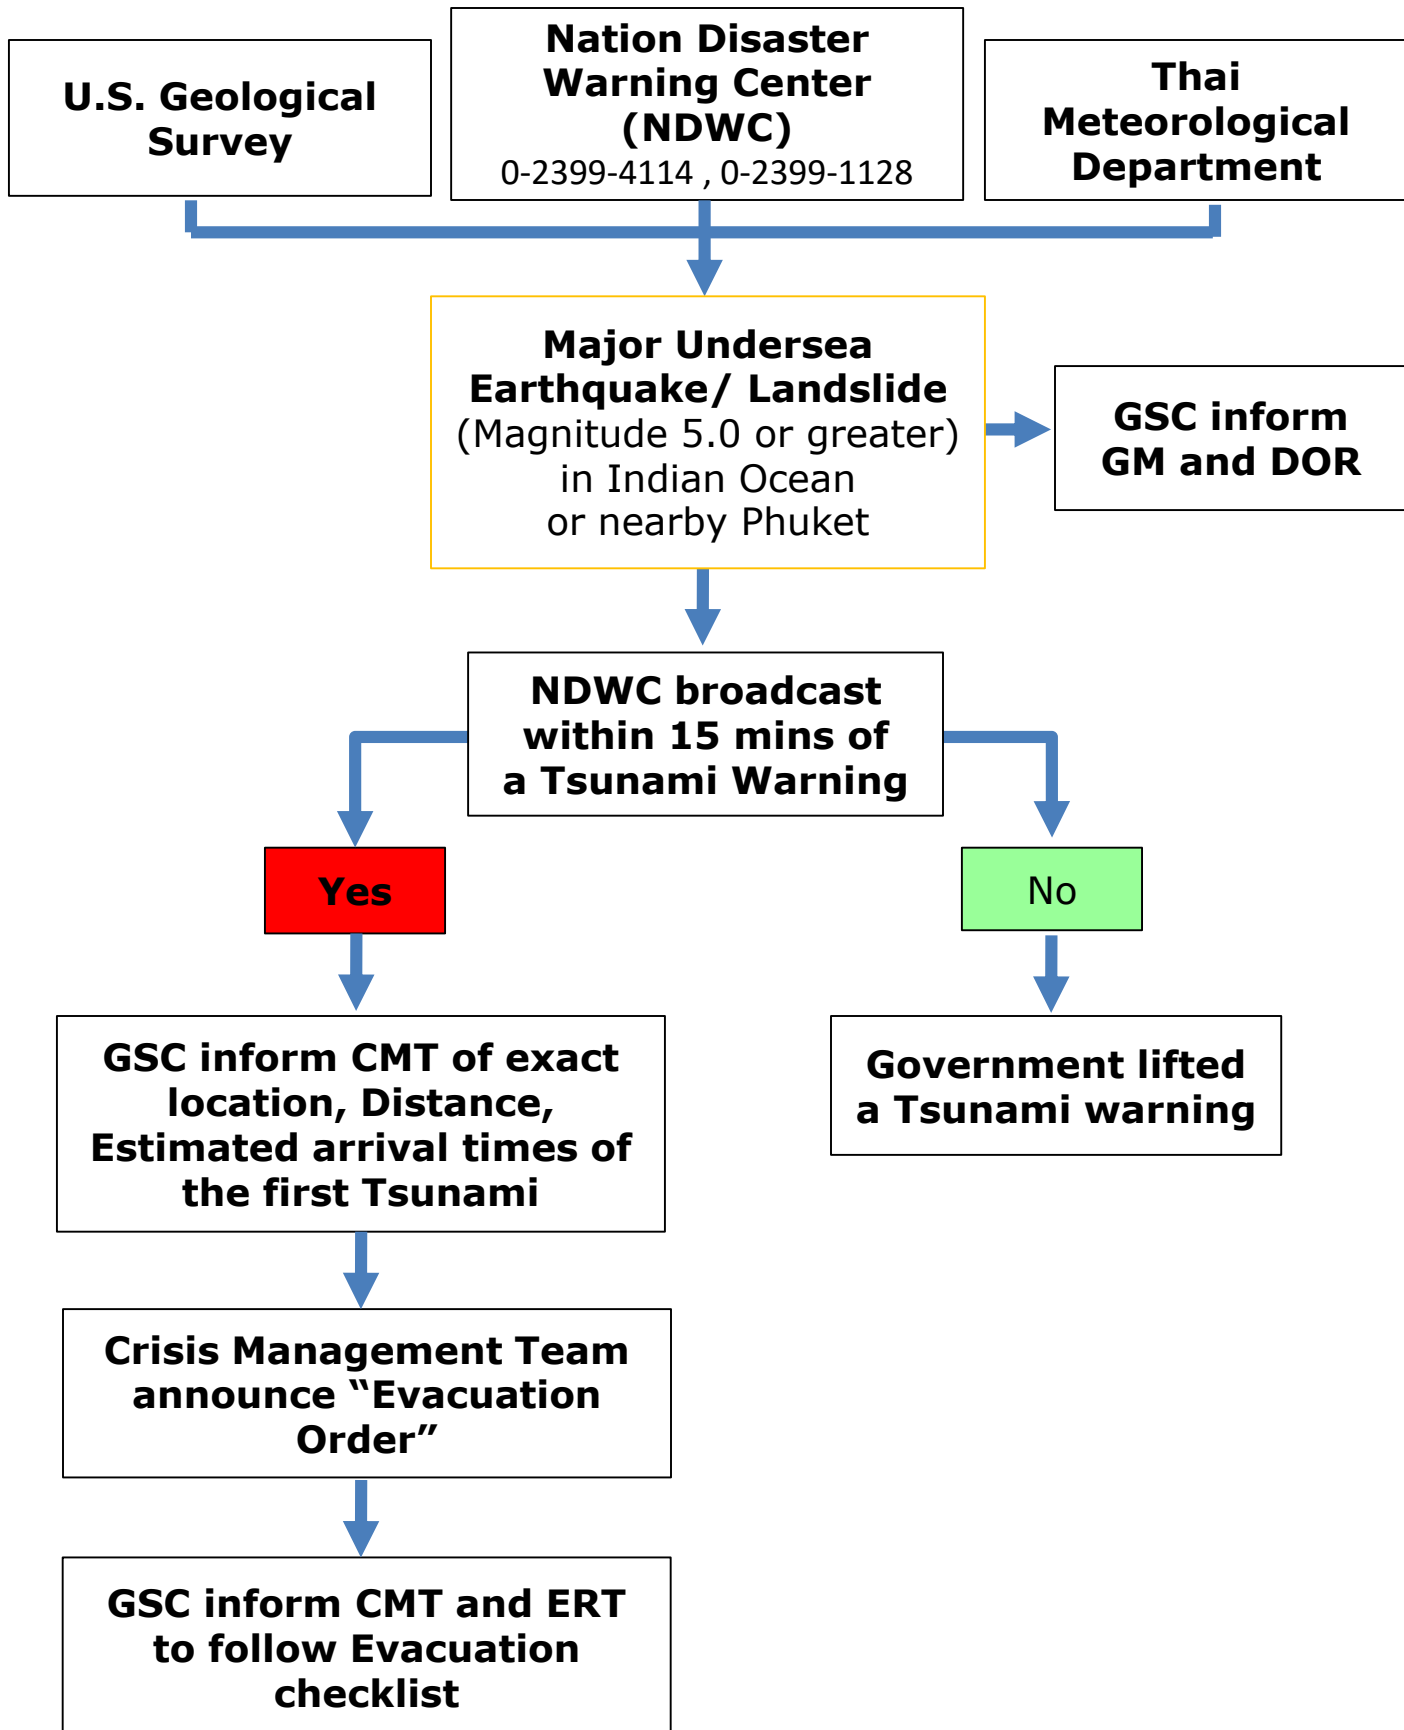 U.S. Geological
Survey
Nation Disaster
Warning Center
(NDWC)
0-2399-4114 , 0-2399-1128
Thai
Meteorological
Department
Major Undersea
Earthquake/ Landslide
(Magnitude 5.0 or greater)
in Indian Ocean
or nearby Phuket
GSC inform
GM and DOR
NDWC broadcast
within 15 mins of
a Tsunami Warning
Yes
No
GSC inform CMT of exact
location, Distance,
Estimated arrival times of
the first Tsunami
Government lifted
a Tsunami warning
Crisis Management Team
announce “Evacuation
Order”
GSC inform CMT and ERT
to follow Evacuation
checklist